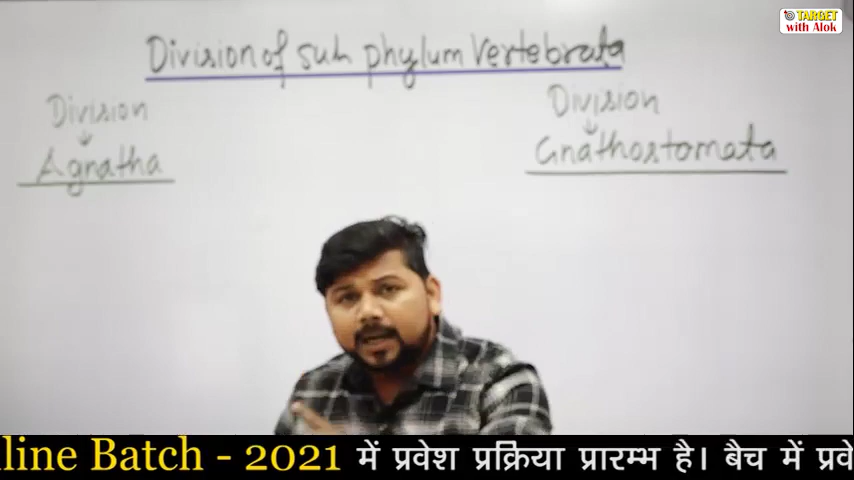 TARGET
with Alok
Division of sub phylum Vertebrata
Division
Division
↓
↓
Agnatha
Gnathostomata
line Batch - 2021 में प्रवेश प्रक्रिया प्रारम्भ है। बैच में प्रवे